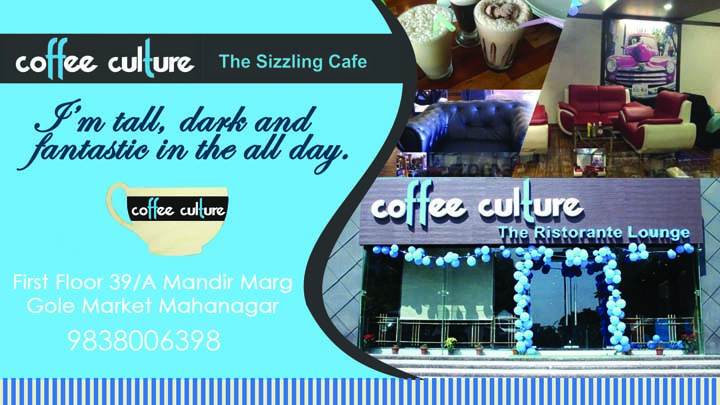 coffee culture The Sizzling Cafe
I'm tall, dark and
fantastic in the all day.
coffee culture
First Floor 39/A Mandir Marg
Gole Market Mahanagar
9838006398
coffee culture
The Ristorante Lounge